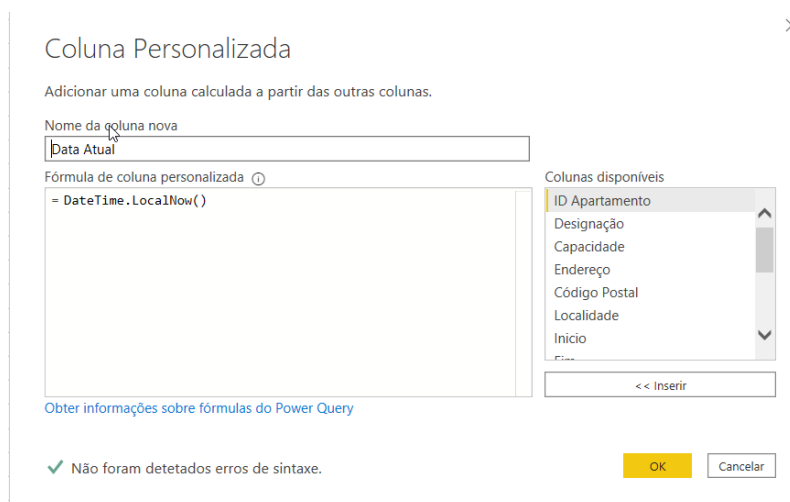 Coluna Personalizada
Adicionar uma coluna calculada a partir das outras colunas.
Nome da coluna nova
Data Atual
Fórmula de coluna personalizada
= DateTime.LocalNow()
Colunas disponíveis
ID Apartamento
Designação
Capacidade
Endereço
Código Postal
Localidade
Inicio
Fim
<< Inserir
Obter informações sobre fórmulas do Power Query
Não foram detetados erros de sintaxe.
OK
Cancelar